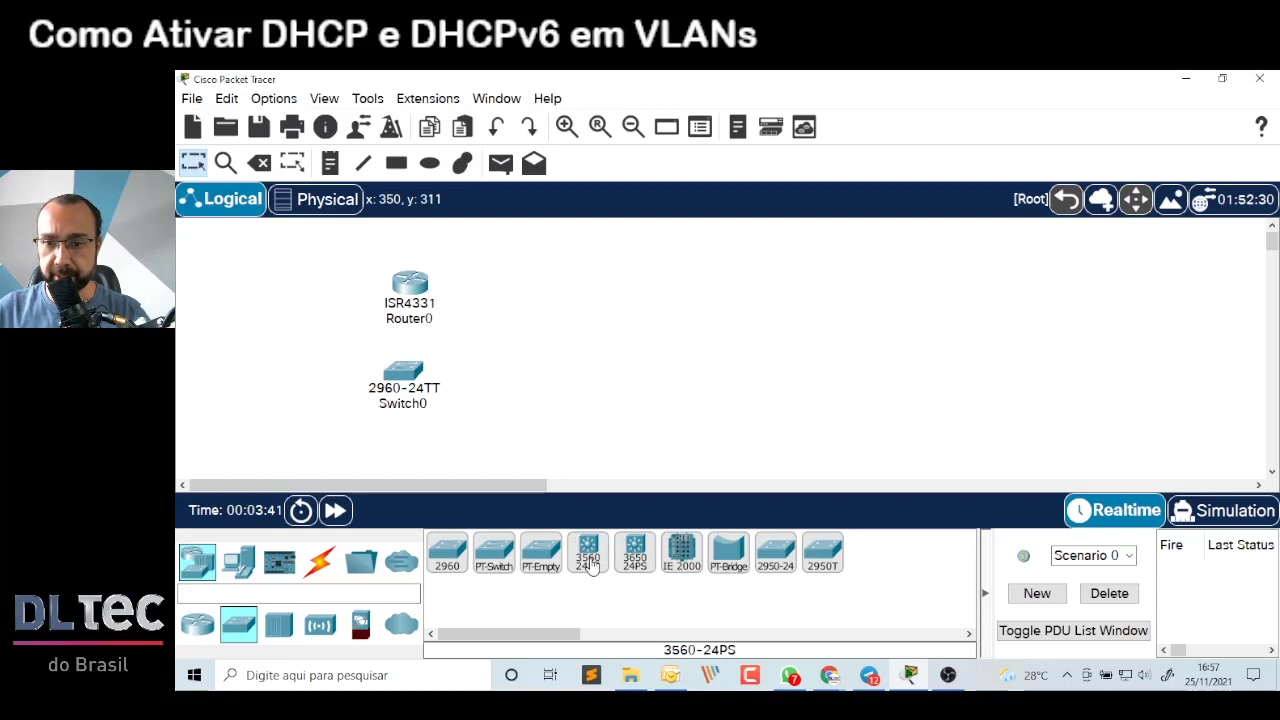 Como Ativar DHCP e DHCPv6 em VLANs
Cisco Packet Tracer
File Edit Options View Tools Extensions Window Help
Logical Physical x: 350, y: 311 [Root] 01:52:30
ISR4331
Router0
2960-24TT
Switch0
Time: 00:03:41 Realtime Simulation
2960 PT-Switch PT-Empty 3560 3650 24PS IE 2000 PT-Bridge 2950-24 2950T
Scenario 0
Fire Last Status
New Delete
Toggle PDU List Window
3560-24PS
DLTEC
do Brasil
Digite aqui para pesquisar
7
12
28°C
16:57
25/11/2021